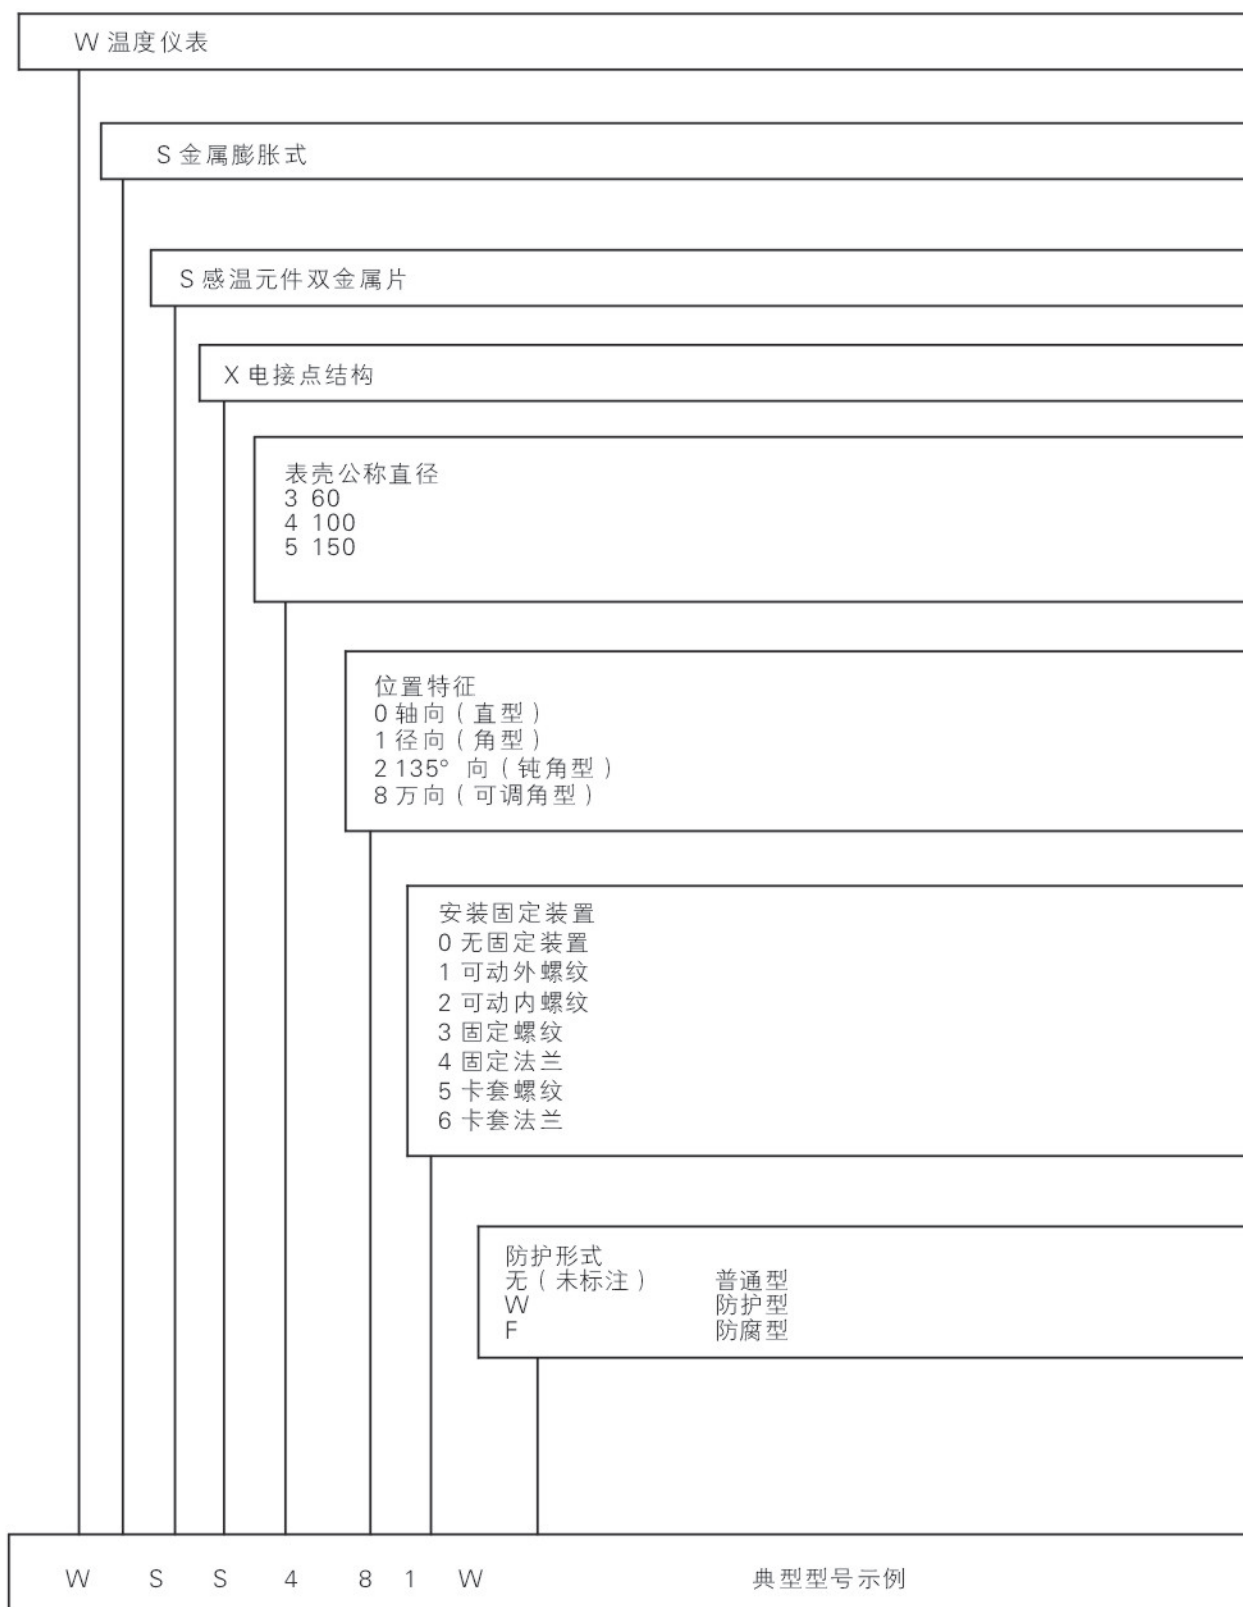 W 温度仪表
S 金属膨胀式
S 感温元件双金属片
X 电接点结构
表壳公称直径
3 60
4 100
5 150
位置特征
0 轴向（直型）
1 径向（角型）
2 135° 向（钝角型）
8 万向（可调角型）
安装固定装置
0 无固定装置
1 可动外螺纹
2 可动内螺纹
3 固定螺纹
4 固定法兰
5 卡套螺纹
6 卡套法兰
防护形式
无（未标注） 普通型
W 防护型
F 防腐型
W S S 4 8 1 W 典型型号示例